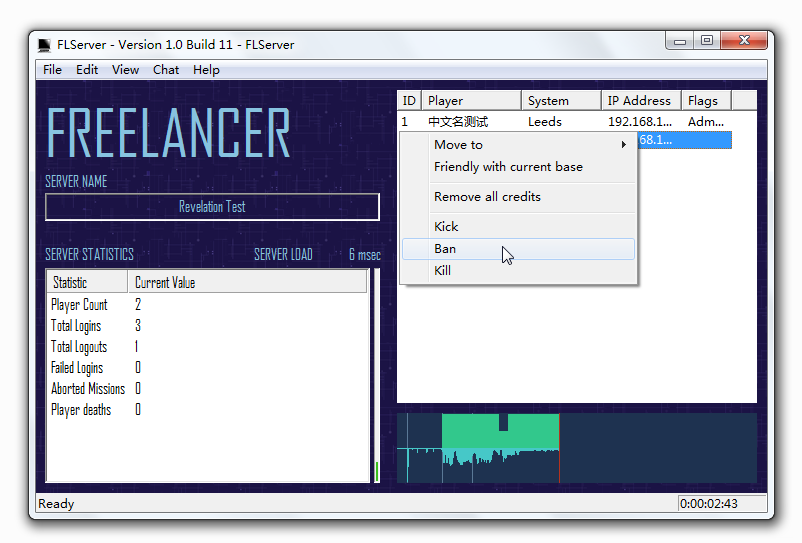 FLServer - Version 1.0 Build 11 - FLServer
File Edit View Chat Help
FREELANCER
SERVER NAME
Revelation Test
SERVER STATISTICS SERVER LOAD 6 msec
Statistic Current Value
Player Count 2
Total Logins 3
Total Logouts 1
Failed Logins 0
Aborted Missions 0
Player deaths 0
ID Player System IP Address Flags
1 中文名测试 Leeds 192.168.1... Adm...
68.1...
Move to
Friendly with current base
Remove all credits
Kick
Ban
Kill
Ready 0:00:02:43